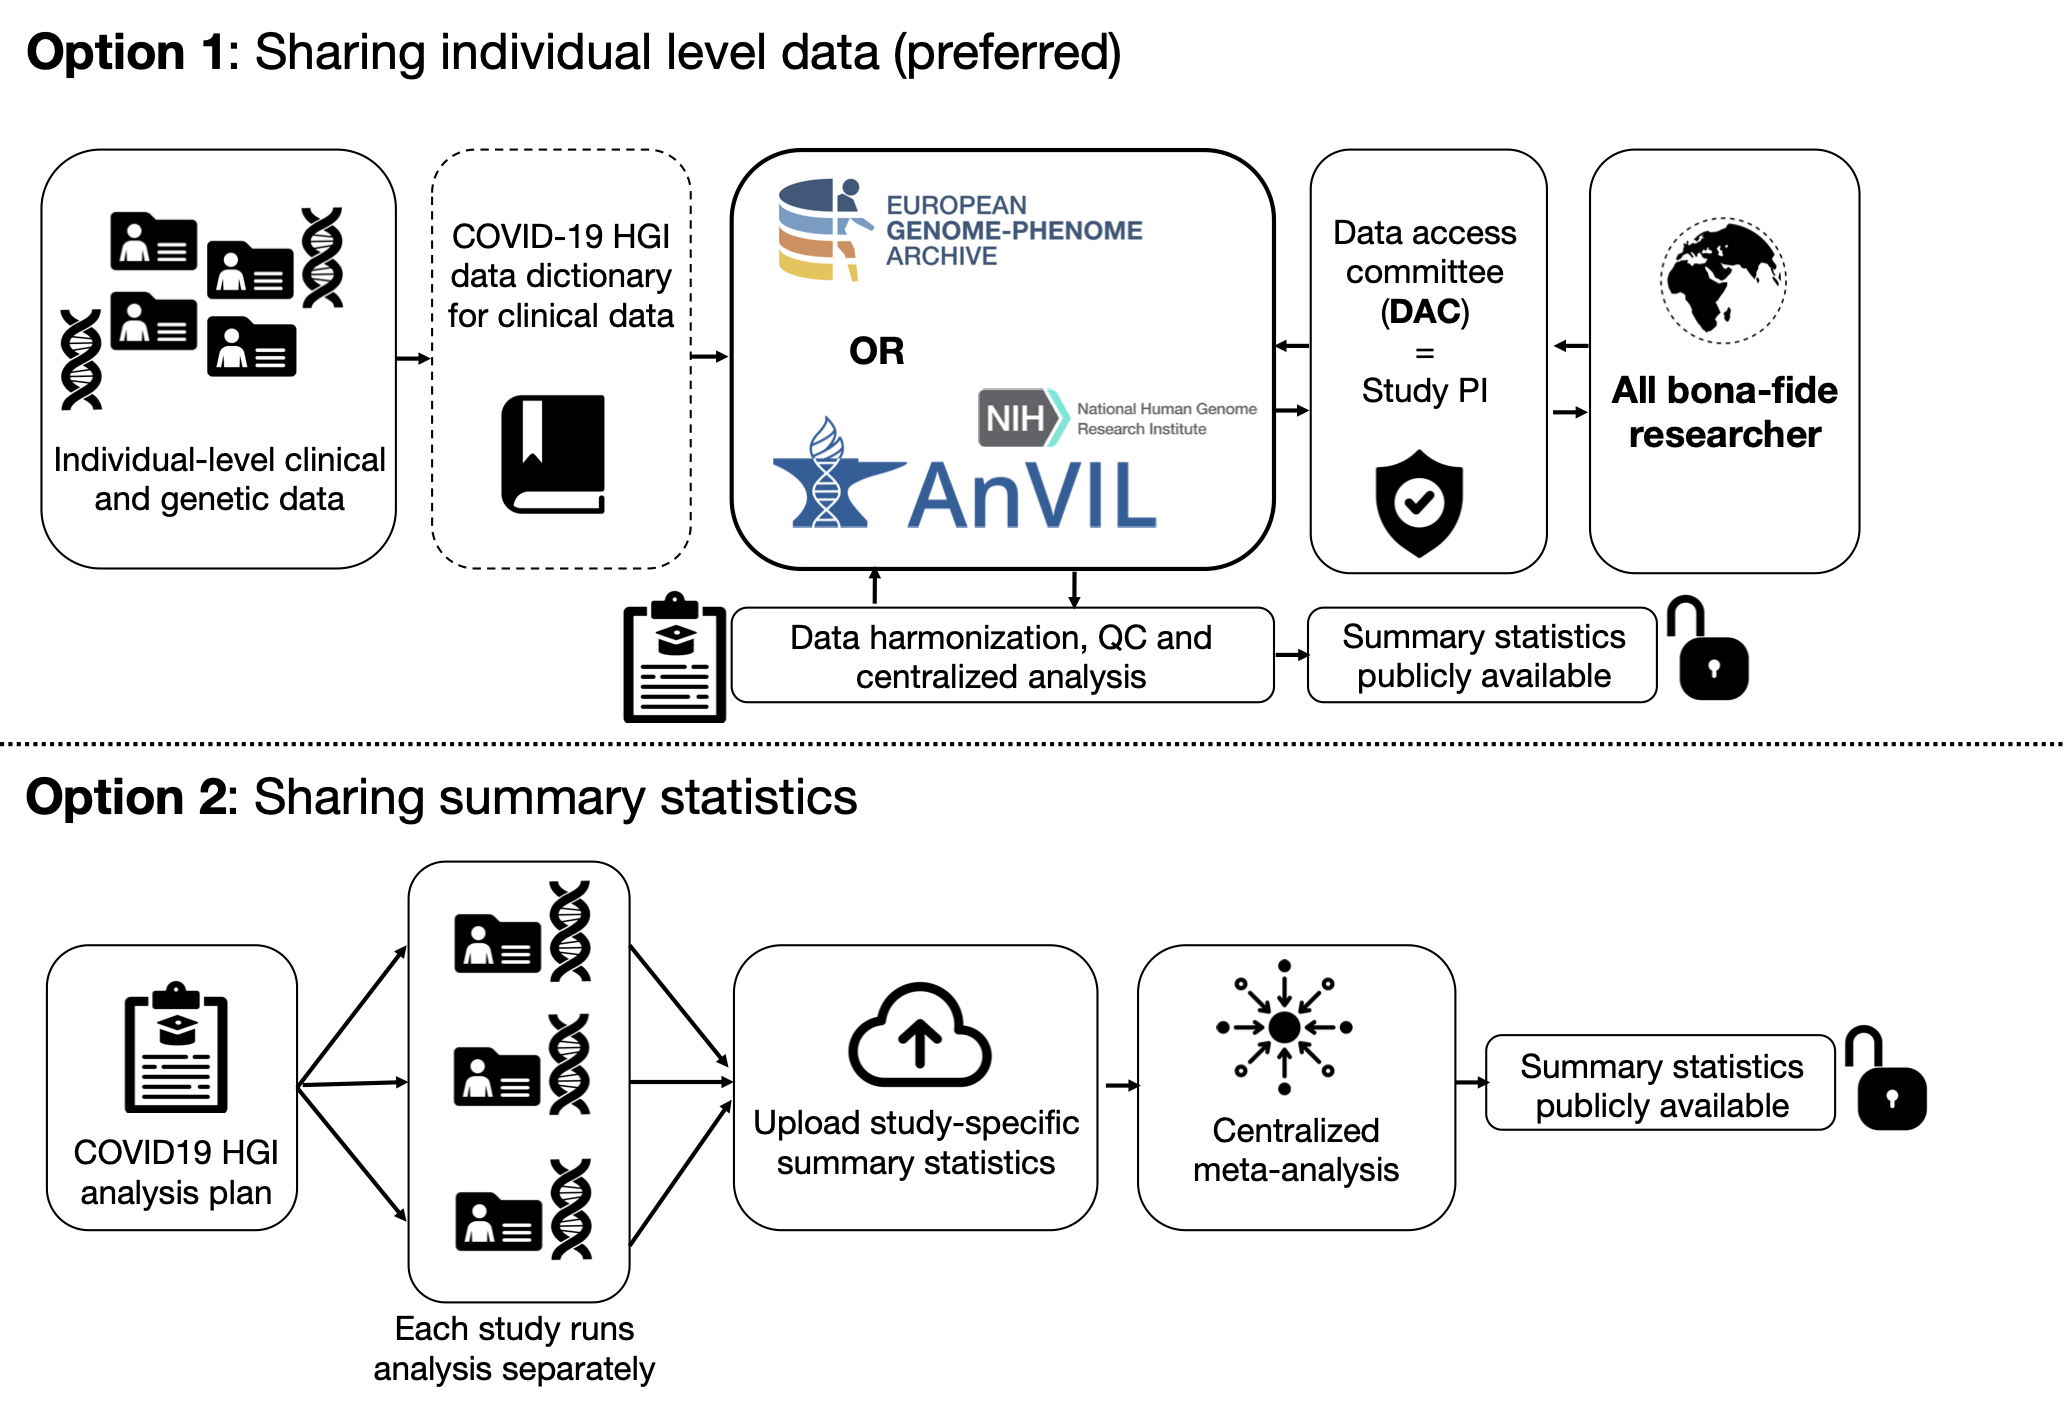 Option 1: Sharing individual level data (preferred)
Individual-level clinical
and genetic data
COVID-19 HGI
data dictionary
for clinical data
EUROPEAN
GENOME-PHENOME
ARCHIVE
OR
NIH
National Human Genome
Research Institute
AnVIL
Data access
committee
(DAC)
=
Study PI
All bona-fide
researcher
Data harmonization, QC and
centralized analysis
Summary statistics
publicly available
Option 2: Sharing summary statistics
COVID19 HGI
analysis plan
Each study runs
analysis separately
Upload study-specific
summary statistics
Centralized
meta-analysis
Summary statistics
publicly available